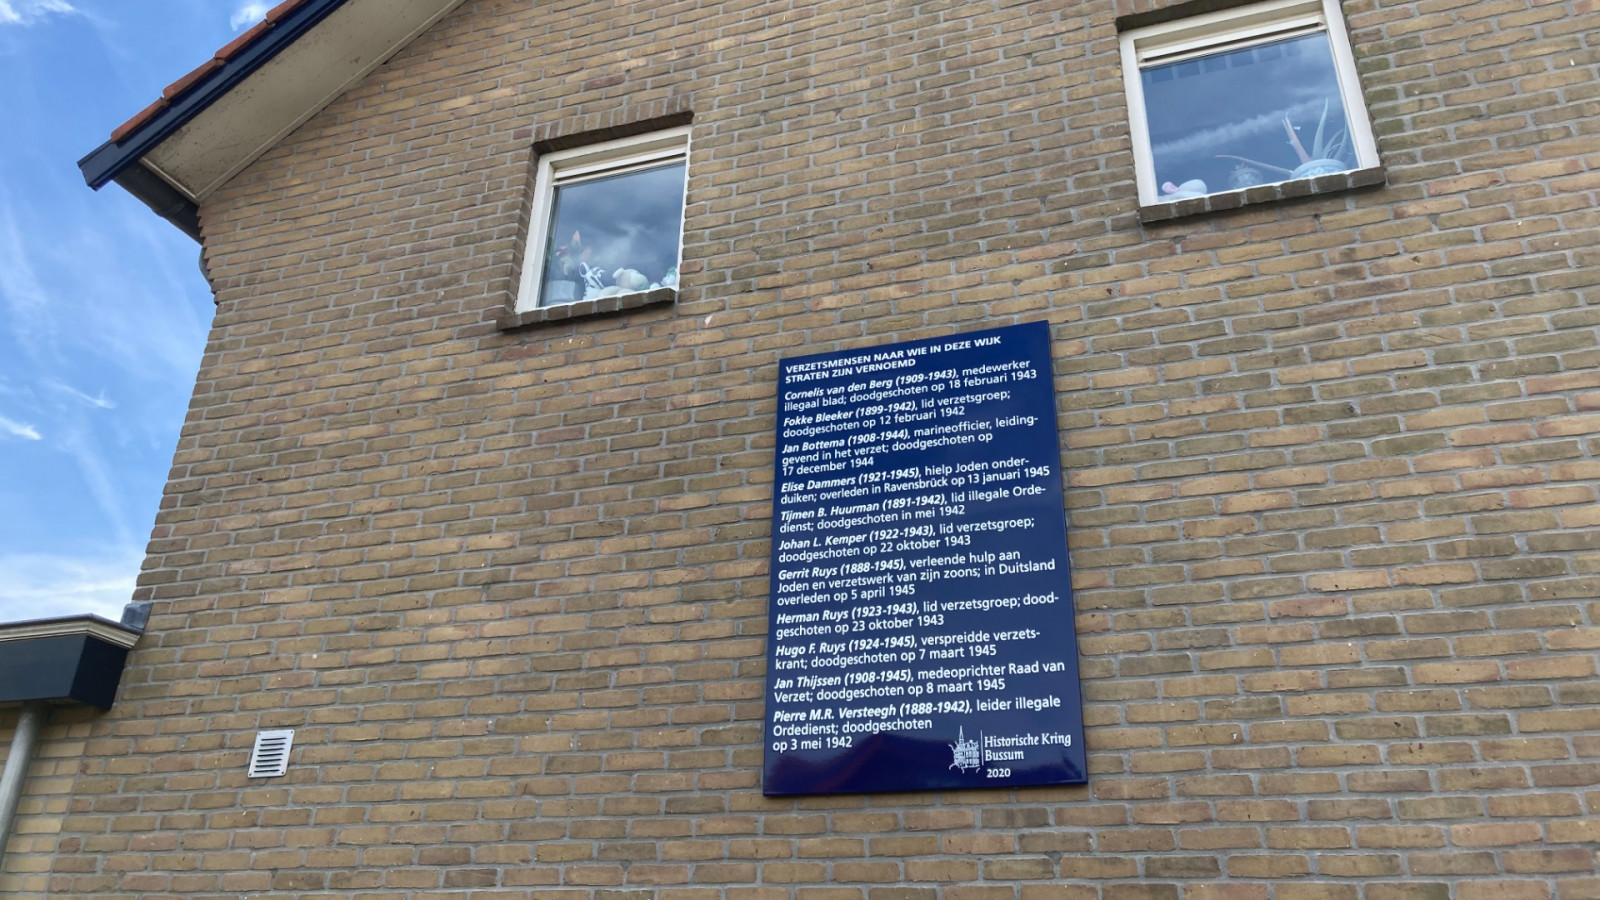 VERZETSMENSEN NAAR WIE IN DEZE WIJK
STRATEN ZIJN VERNOEMD
Cornelis van den Berg (1909-1943), medewerker
illegaal blad; doodgeschoten op 18 februari 1943
Fokke Bleeker (1899-1942), lid verzetsgroep;
doodgeschoten op 12 februari 1942
Jan Bottema (1908-1944), marineofficier, leiding-
gevend in het verzet; doodgeschoten op
17 december 1944
Elise Dammers (1921-1945), hielp Joden onder-
duiken; overleden in Ravensbrück op 13 januari 1945
Tijmen B. Huurman (1891-1942), lid illegale Orde-
dienst; doodgeschoten in mei 1942
Johan L. Kemper (1922-1943), lid verzetsgroep;
doodgeschoten op 22 oktober 1943
Gerrit Ruys (1888-1945), verleende hulp aan
Joden en verzetswerk van zijn zoons; in Duitsland
overleden op 5 april 1945
Herman Ruys (1923-1943), lid verzetsgroep; dood-
geschoten op 23 oktober 1943
Hugo F. Ruys (1924-1945), verspreidde verzets-
krant; doodgeschoten op 7 maart 1945
Jan Thijssen (1908-1945), medeoprichter Raad van
Verzet; doodgeschoten op 8 maart 1945
Pierre M.R. Versteegh (1888-1942), leider illegale
Ordedienst; doodgeschoten
op 3 mei 1942
Historische Kring
Bussum
2020